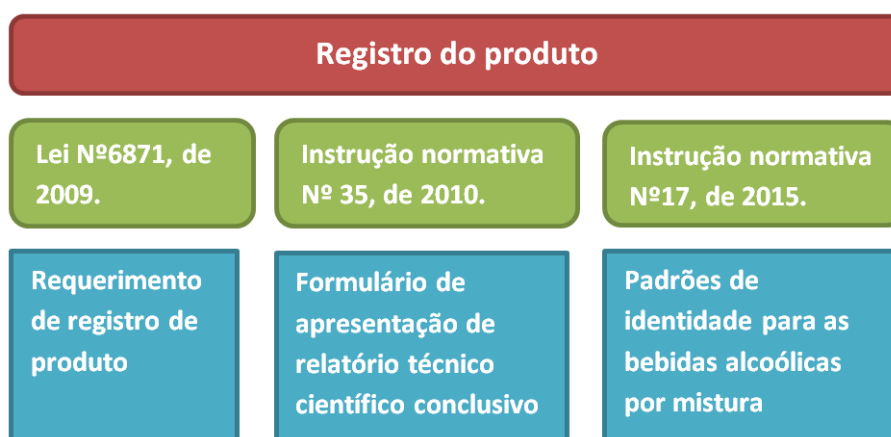 Registro do produto
Lei Nº6871, de
2009.
Instrução normativa
Nº 35, de 2010.
Instrução normativa
Nº17, de 2015.
Requerimento
de registro de
produto
Formulário de
apresentação de
relatório técnico
científico conclusivo
Padrões de
identidade para as
bebidas alcoólicas
por mistura